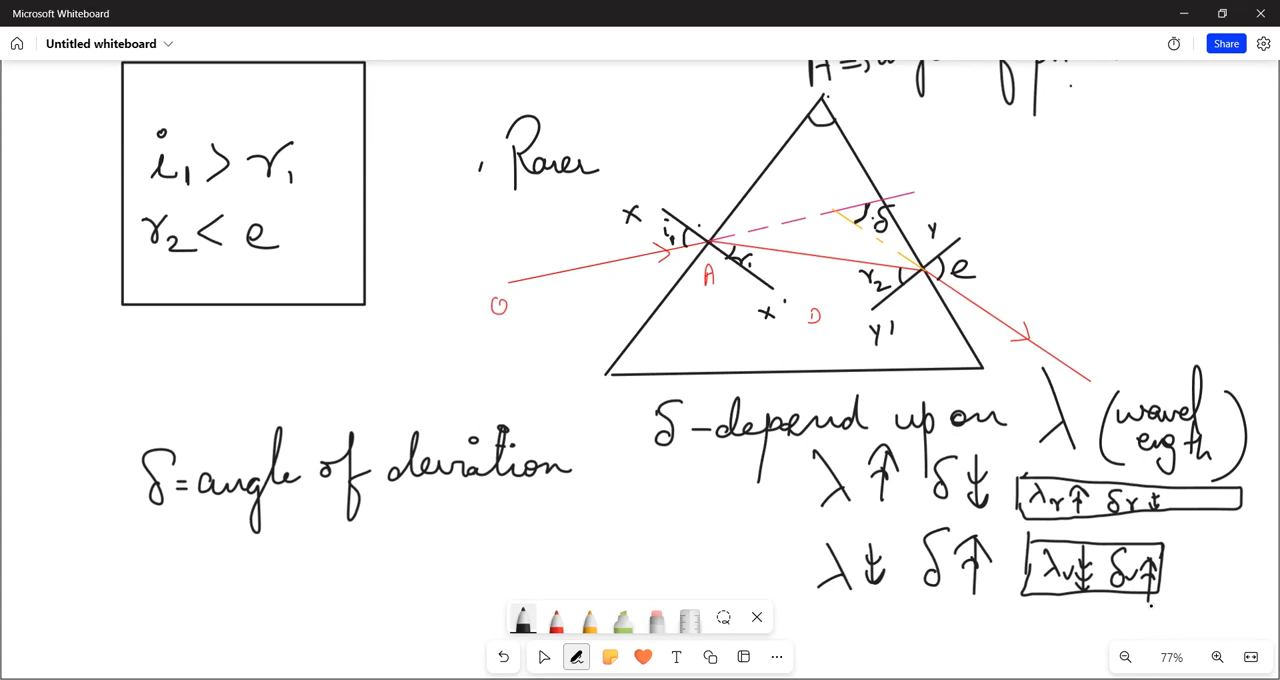 Microsoft Whiteboard
Untitled whiteboard
Share
i₁ > r₁
r₂ < e
Rarer
X
i₁
r₁
A
O
X'
D
δ
Y
r₂
e
Y'
δ = angle of deviation
δ - depend upon λ (wavelength)
λ ↑ δ ↓
λr ↑ δr ↓
λ ↓ δ ↑
λv ↓ δv ↑
T
77%